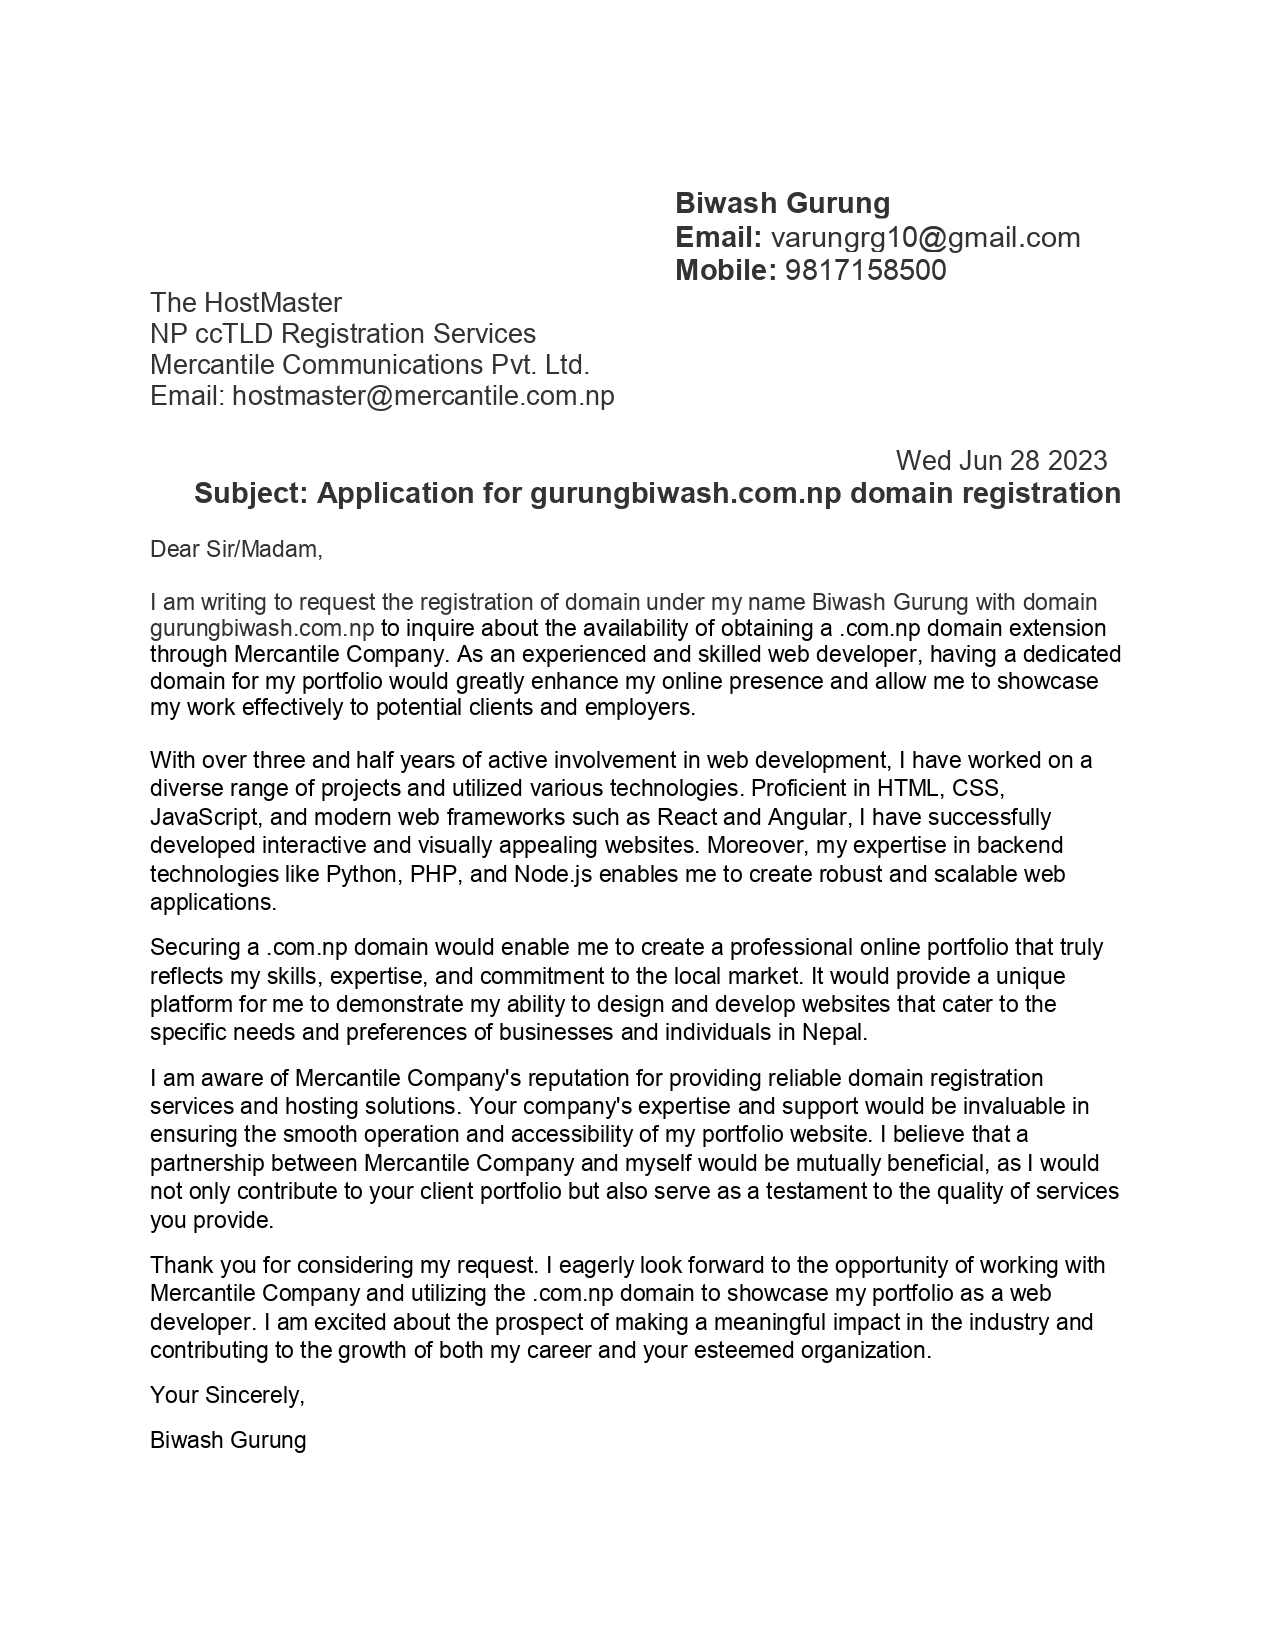 Biwash Gurung
Email: varungrg10@gmail.com
Mobile: 9817158500
The HostMaster
NP ccTLD Registration Services
Mercantile Communications Pvt. Ltd.
Email: hostmaster@mercantile.com.np
Wed Jun 28 2023
Subject: Application for gurungbiwash.com.np domain registration
Dear Sir/Madam,
I am writing to request the registration of domain under my name Biwash Gurung with domain
gurungbiwash.com.np to inquire about the availability of obtaining a .com.np domain extension
through Mercantile Company. As an experienced and skilled web developer, having a dedicated
domain for my portfolio would greatly enhance my online presence and allow me to showcase
my work effectively to potential clients and employers.
With over three and half years of active involvement in web development, I have worked on a
diverse range of projects and utilized various technologies. Proficient in HTML, CSS,
JavaScript, and modern web frameworks such as React and Angular, I have successfully
developed interactive and visually appealing websites. Moreover, my expertise in backend
technologies like Python, PHP, and Node.js enables me to create robust and scalable web
applications.
Securing a .com.np domain would enable me to create a professional online portfolio that truly
reflects my skills, expertise, and commitment to the local market. It would provide a unique
platform for me to demonstrate my ability to design and develop websites that cater to the
specific needs and preferences of businesses and individuals in Nepal.
I am aware of Mercantile Company's reputation for providing reliable domain registration
services and hosting solutions. Your company's expertise and support would be invaluable in
ensuring the smooth operation and accessibility of my portfolio website. I believe that a
partnership between Mercantile Company and myself would be mutually beneficial, as I would
not only contribute to your client portfolio but also serve as a testament to the quality of services
you provide.
Thank you for considering my request. I eagerly look forward to the opportunity of working with
Mercantile Company and utilizing the .com.np domain to showcase my portfolio as a web
developer. I am excited about the prospect of making a meaningful impact in the industry and
contributing to the growth of both my career and your esteemed organization.
Your Sincerely,
Biwash Gurung